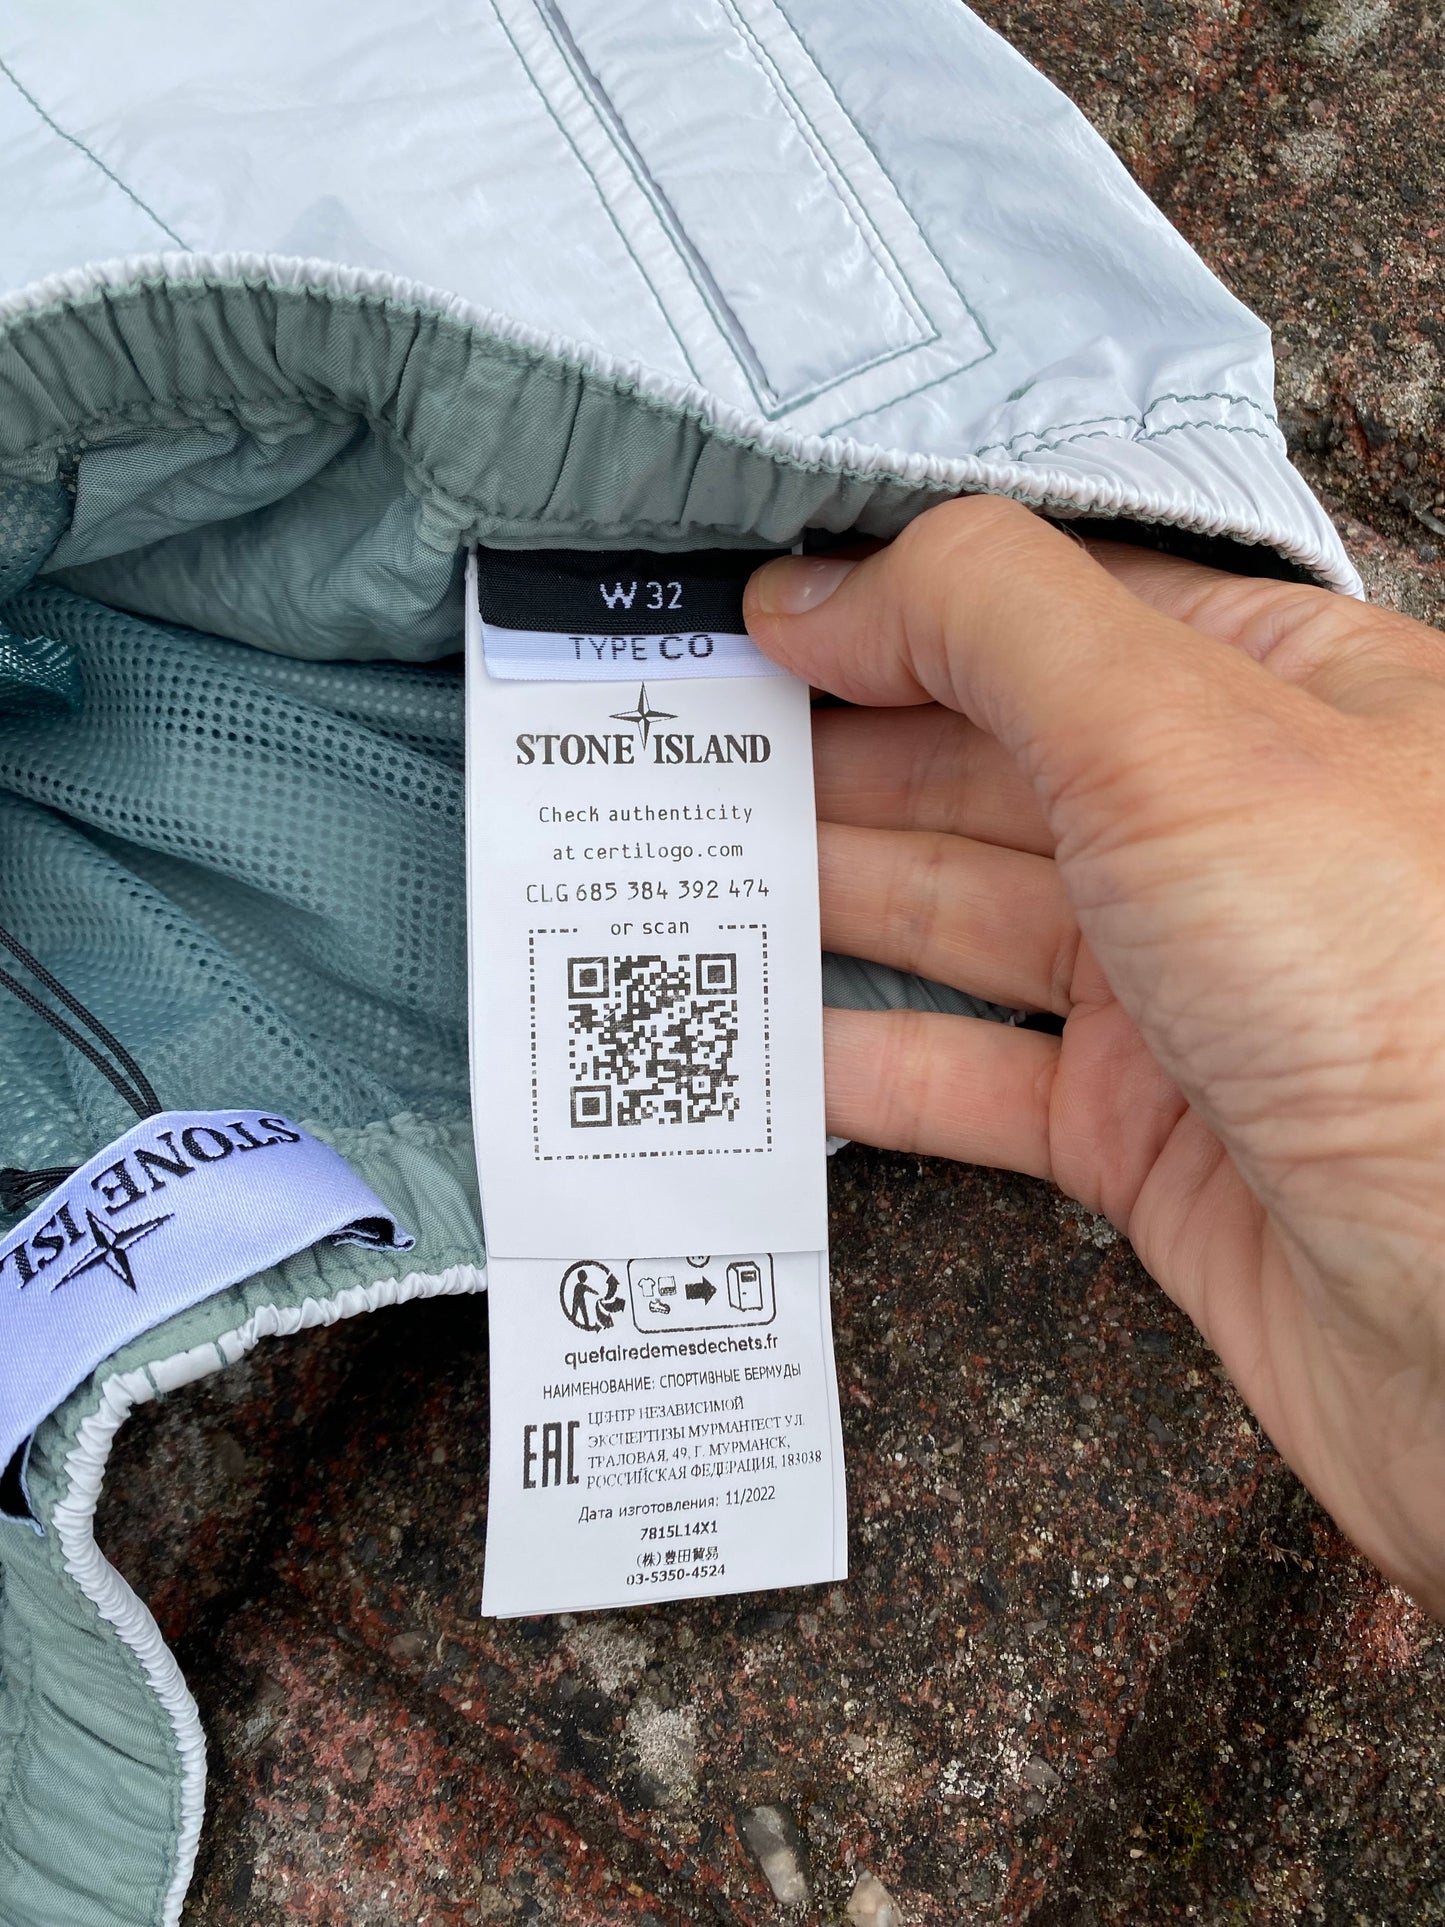 W 32
TYPE CO
STONE ISLAND
Check authenticity
at certilogo.com
CLG 685 384 392 474
or scan
STONE ISL
quefairedemesdechets.fr
НАИМЕНОВАНИЕ: СПОРТИВНЫЕ БЕРМУДЫ
EAC
ЦЕНТР НЕЗАВИСИМОЙ
ЭКСПЕРТИЗЫ МУРМАНТЕСТ УЛ.
ТРАЛОВАЯ, 49, Г. МУРМАНСК,
РОССИЙСКАЯ ФЕДЕРАЦИЯ, 183038
Дата изготовления: 11/2022
7815L14X1
(株)豊田貿易
03-5350-4524